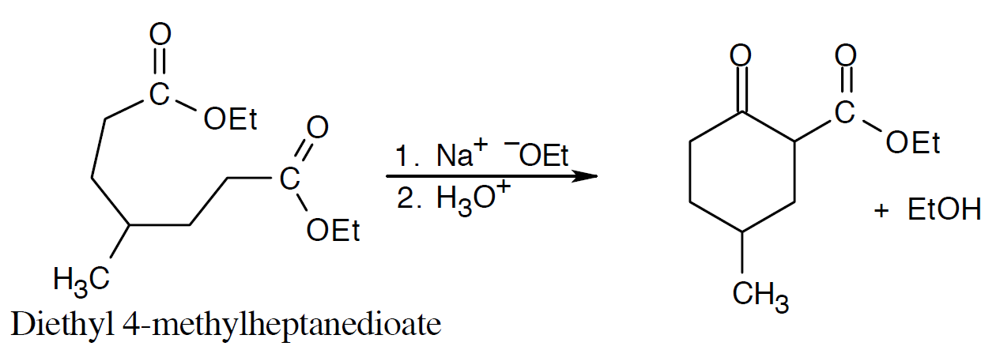 O
C
OEt
O
C
OEt
H3C
Diethyl 4-methylheptanedioate
1. Na+ −OEt
2. H3O+
O
O
C
OEt
+ EtOH
CH3